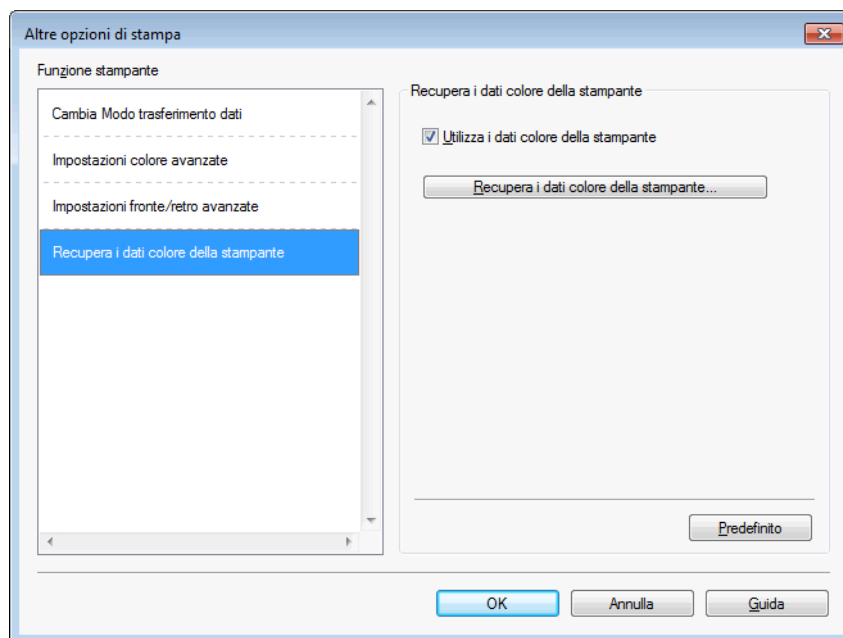 Altre opzioni di stampa
Funzione stampante
Cambia Modo trasferimento dati
Impostazioni colore avanzate
Impostazioni fronte/retro avanzate
Recupera i dati colore della stampante
Recupera i dati colore della stampante
Utilizza i dati colore della stampante
Recupera i dati colore della stampante...
Predefinito
OK
Annulla
Guida